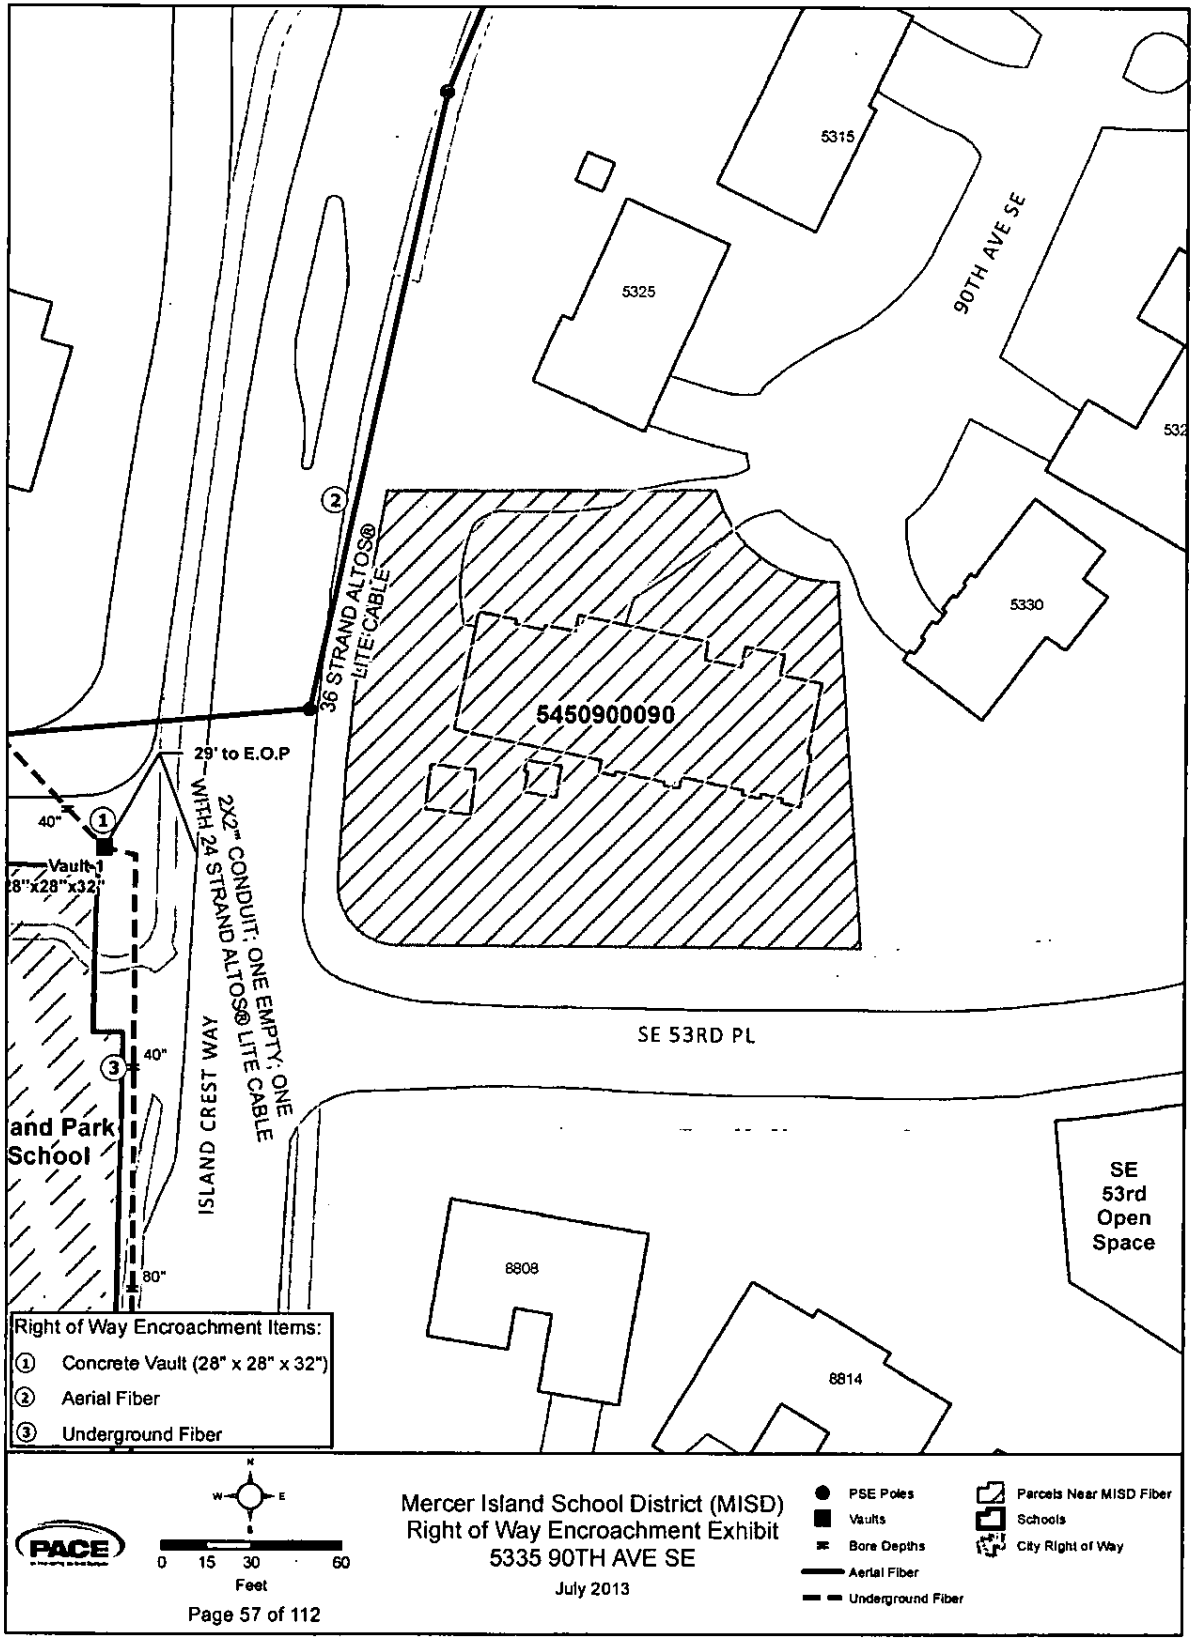 5315
90TH AVE SE
5325
532
②
36 STRAND ALTOS®
LITE CABLE
5330
5450900090
29' to E.O.P
40"
①
Vault 1
28"x28"x32"
2X2" CONDUIT; ONE EMPTY; ONE
WITH 24 STRAND ALTOS® LITE CABLE
SE 53RD PL
③
40"
ISLAND CREST WAY
and Park
School
SE
53rd
Open
Space
8808
80"
8814
Right of Way Encroachment Items:
① Concrete Vault (28" x 28" x 32")
② Aerial Fiber
③ Underground Fiber
N
W E
S
PACE
0 15 30 60
Feet
Page 57 of 112
Mercer Island School District (MISD)
Right of Way Encroachment Exhibit
5335 90TH AVE SE
July 2013
PSE Poles
Vaults
Bore Depths
Aerial Fiber
Underground Fiber
Parcels Near MISD Fiber
Schools
City Right of Way